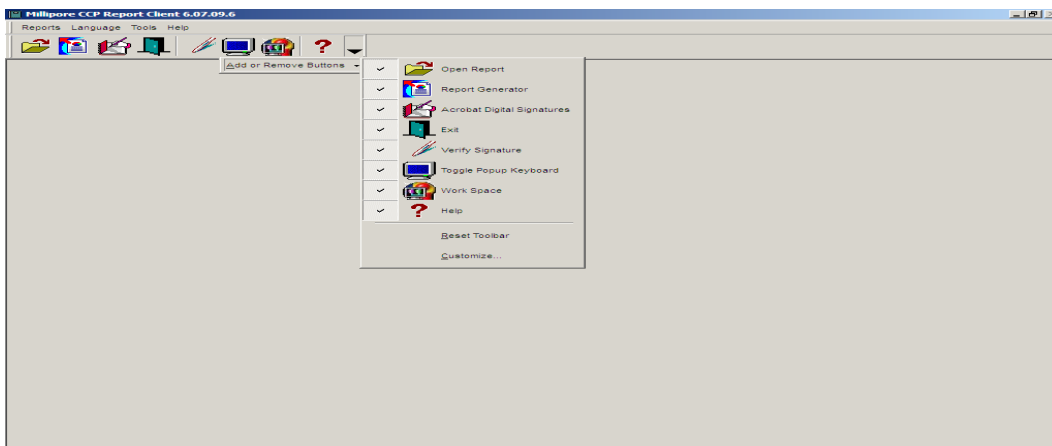 Millipore CCP Report Client 6.07.09.6
Reports Language Tools Help
?
Add or Remove Buttons
Open Report
Report Generator
Acrobat Digital Signatures
Exit
Verify Signature
Toggle Popup Keyboard
Work Space
? Help
Reset Toolbar
Customize...